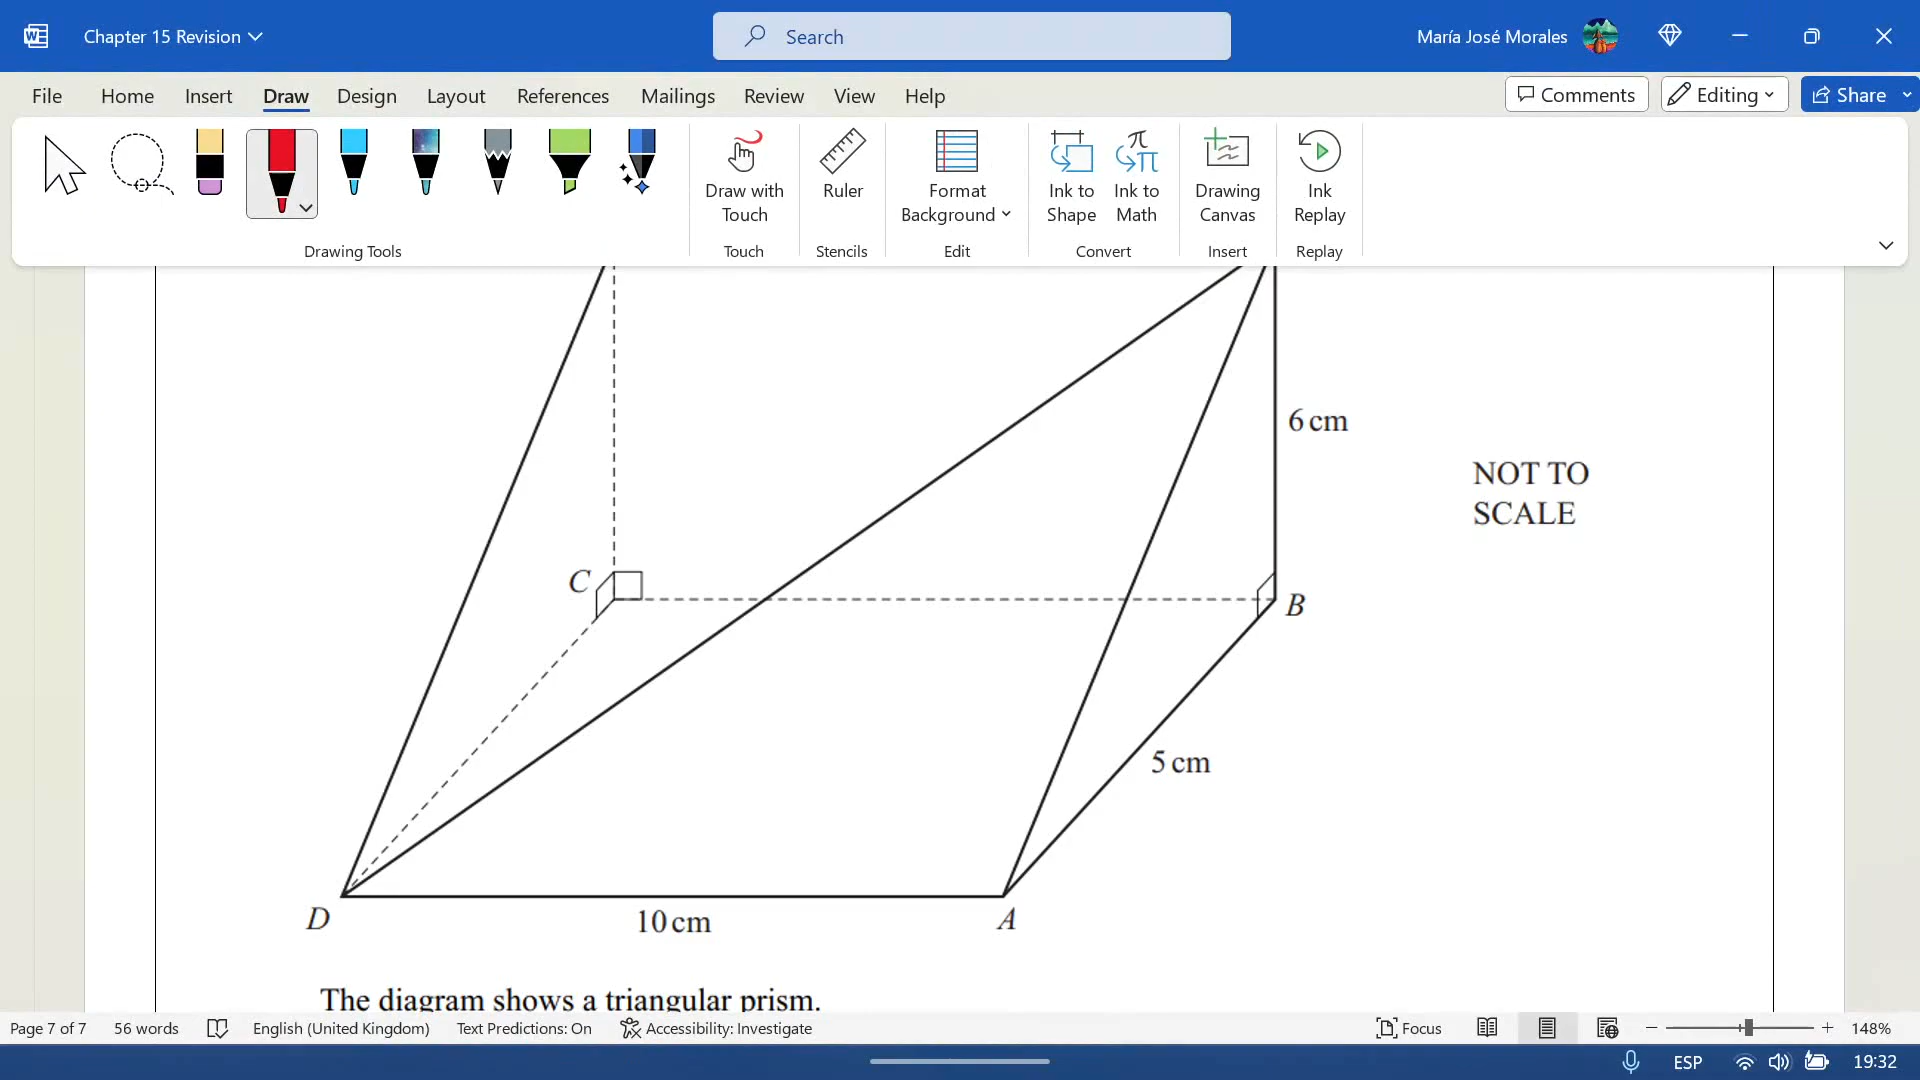 Chapter 15 Revision
Search
María José Morales
File Home Insert Draw Design Layout References Mailings Review View Help
Comments
Editing
Share
Draw with Touch
Ruler
Format Background
Ink to Shape
Ink to Math
Drawing Canvas
Ink Replay
Drawing Tools
Touch
Stencils
Edit
Convert
Insert
Replay
6 cm
NOT TO
SCALE
C
B
5 cm
D
10 cm
A
The diagram shows a triangular prism.
Page 7 of 7
56 words
English (United Kingdom)
Text Predictions: On
Accessibility: Investigate
Focus
148%
ESP
19:32